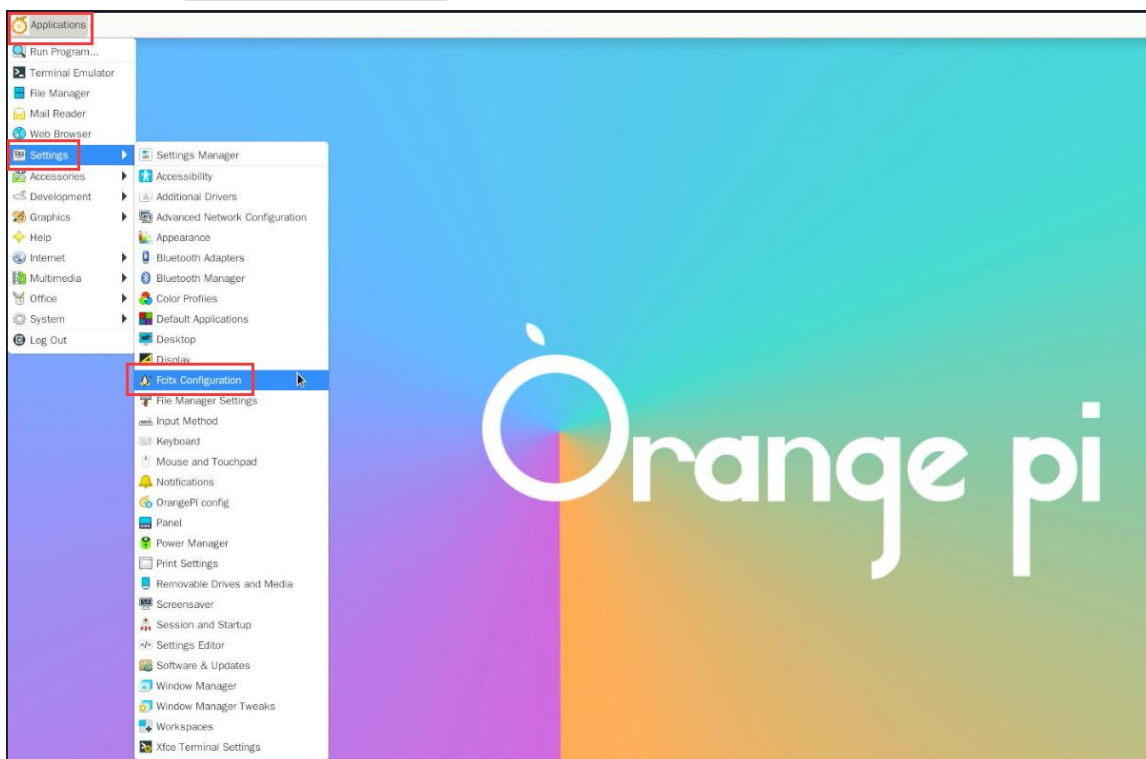 Applications
Run Program...
Terminal Emulator
File Manager
Mail Reader
Web Browser
Settings
Accessories
Development
Graphics
Help
Internet
Multimedia
Office
System
Log Out
Settings Manager
Accessibility
Additional Drivers
Advanced Network Configuration
Appearance
Bluetooth Adapters
Bluetooth Manager
Color Profiles
Default Applications
Desktop
Display
Fcitx Configuration
File Manager Settings
Input Method
Keyboard
Mouse and Touchpad
Notifications
OrangePi config
Panel
Power Manager
Print Settings
Removable Drives and Media
Screensaver
Session and Startup
Settings Editor
Software & Updates
Window Manager
Window Manager Tweaks
Workspaces
Xfce Terminal Settings
Orange pi